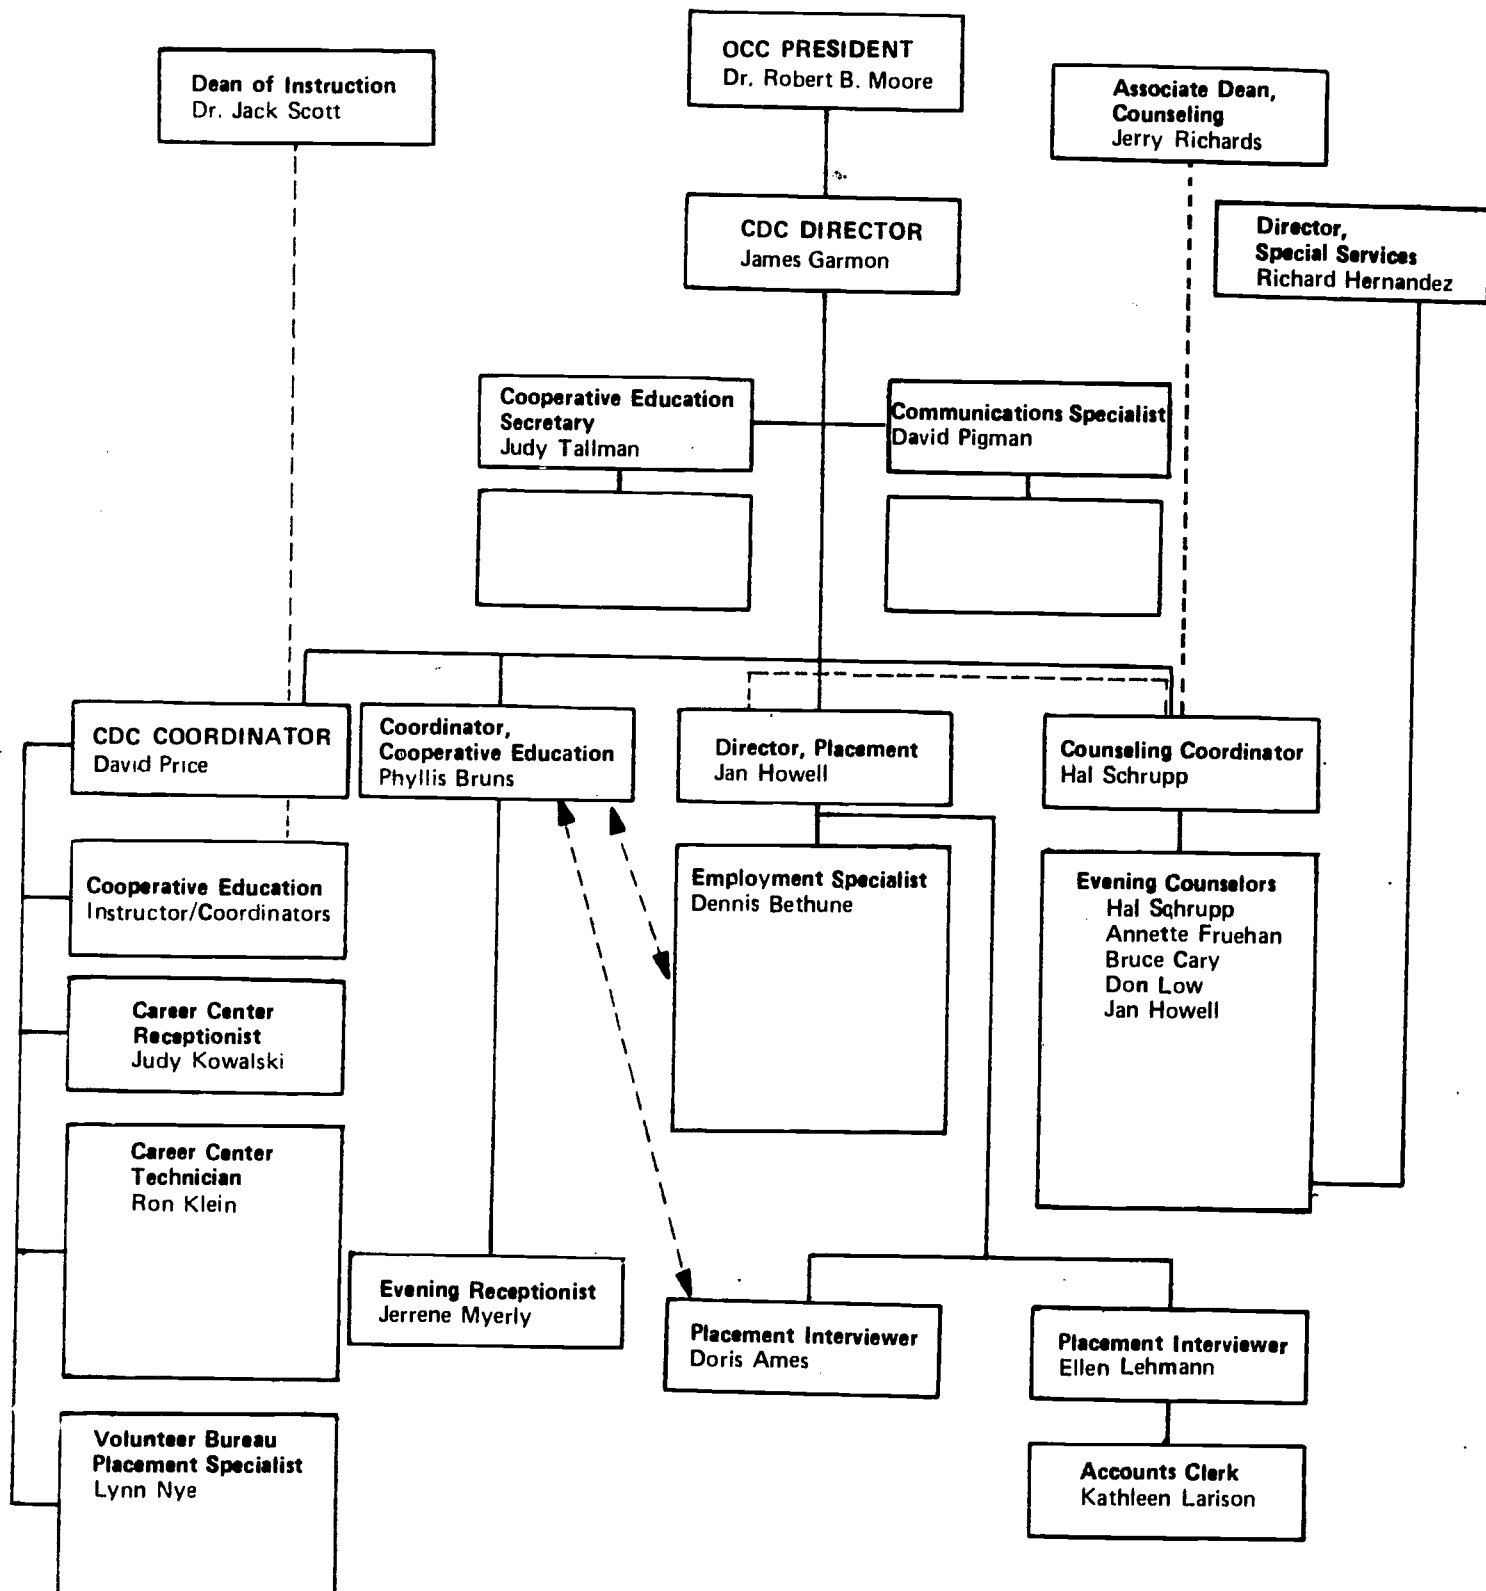 OCC PRESIDENT
Dr. Robert B. Moore
Dean of Instruction
Dr. Jack Scott
Associate Dean,
Counseling
Jerry Richards
CDC DIRECTOR
James Garmon
Director,
Special Services
Richard Hernandez
Cooperative Education
Secretary
Judy Tallman
Communications Specialist
David Pigman
CDC COORDINATOR
David Price
Coordinator,
Cooperative Education
Phyllis Bruns
Director, Placement
Jan Howell
Counseling Coordinator
Hal Schrupp
Cooperative Education
Instructor/Coordinators
Employment Specialist
Dennis Bethune
Evening Counselors
Hal Schrupp
Annette Fruehan
Bruce Cary
Don Low
Jan Howell
Career Center
Receptionist
Judy Kowalski
Career Center
Technician
Ron Klein
Evening Receptionist
Jerrene Myerly
Placement Interviewer
Doris Ames
Placement Interviewer
Ellen Lehmann
Volunteer Bureau
Placement Specialist
Lynn Nye
Accounts Clerk
Kathleen Larison